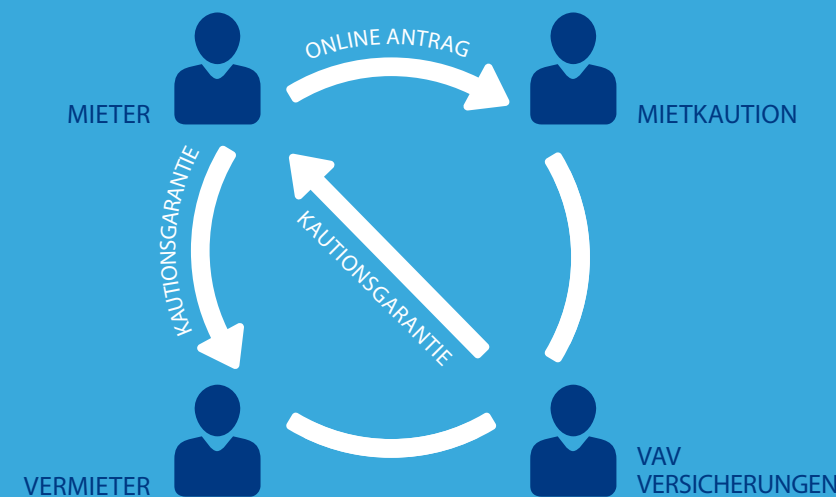 ONLINE ANTRAG
MIETER
MIETKAUTION
KAUTIONSGARANTIE
KAUTIONSGARANTIE
VERMIETER
VAV
VERSICHERUNGEN